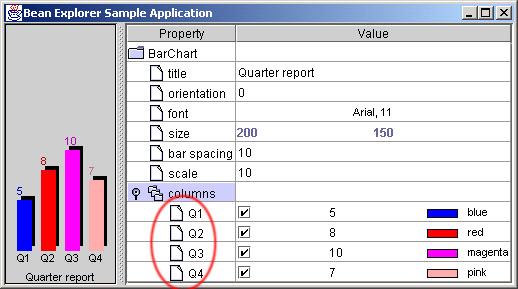 Bean Explorer Sample Application
Property Value
BarChart
title Quarter report
orientation 0
font Arial, 11
size 200 150
bar spacing 10
scale 10
columns
Q1 5 blue
Q2 8 red
Q3 10 magenta
Q4 7 pink
5 8 10 7
Q1 Q2 Q3 Q4
Quarter report